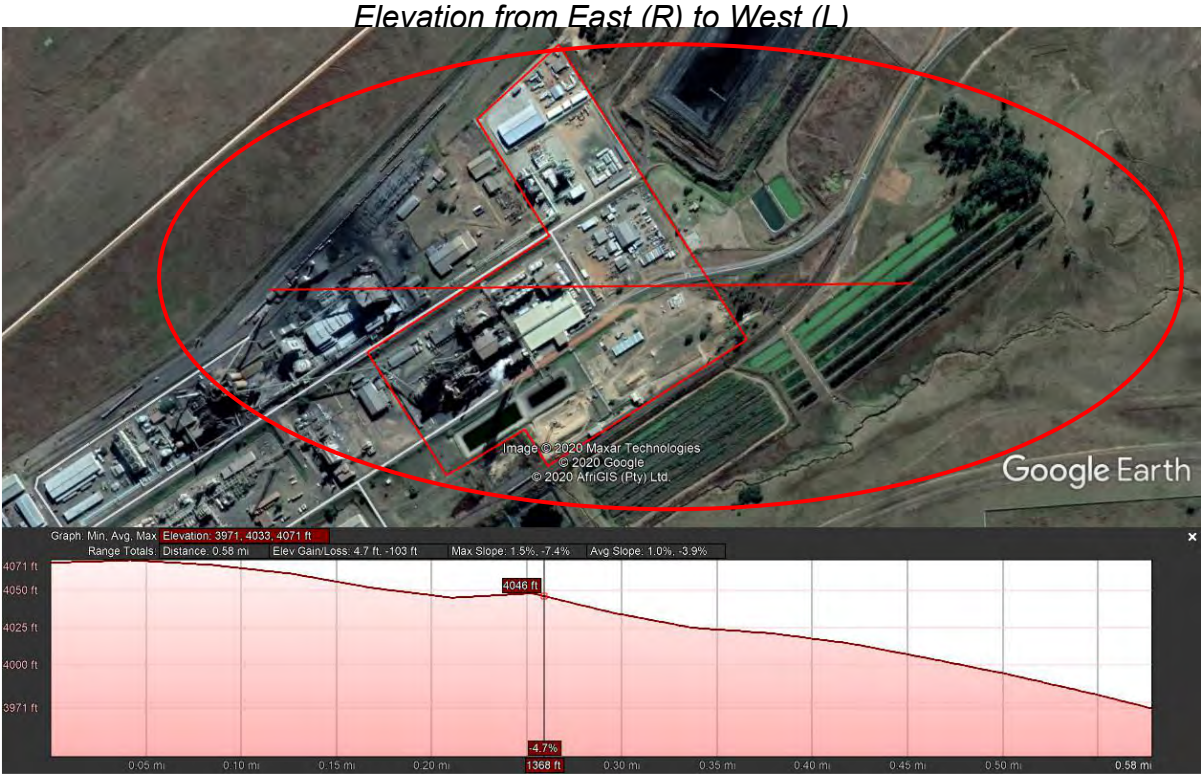 Elevation from East (R) to West (L)
Image © 2020 Maxar Technologies
© 2020 Google
© 2020 AfriGIS (Pty) Ltd.
Google Earth
Graph: Min, Avg, Max Elevation: 3971, 4033, 4071 ft
Range Totals: Distance: 0.58 mi Elev Gain/Loss: 4.7 ft, -103 ft Max Slope: 1.5%, -7.4% Avg Slope: 1.0%, -3.9%
4071 ft
4050 ft
4046 ft
4025 ft
4000 ft
3971 ft
-4.7%
0.05 mi 0.10 mi 0.15 mi 0.20 mi 1368 ft 0.30 mi 0.35 mi 0.40 mi 0.45 mi 0.50 mi 0.58 mi